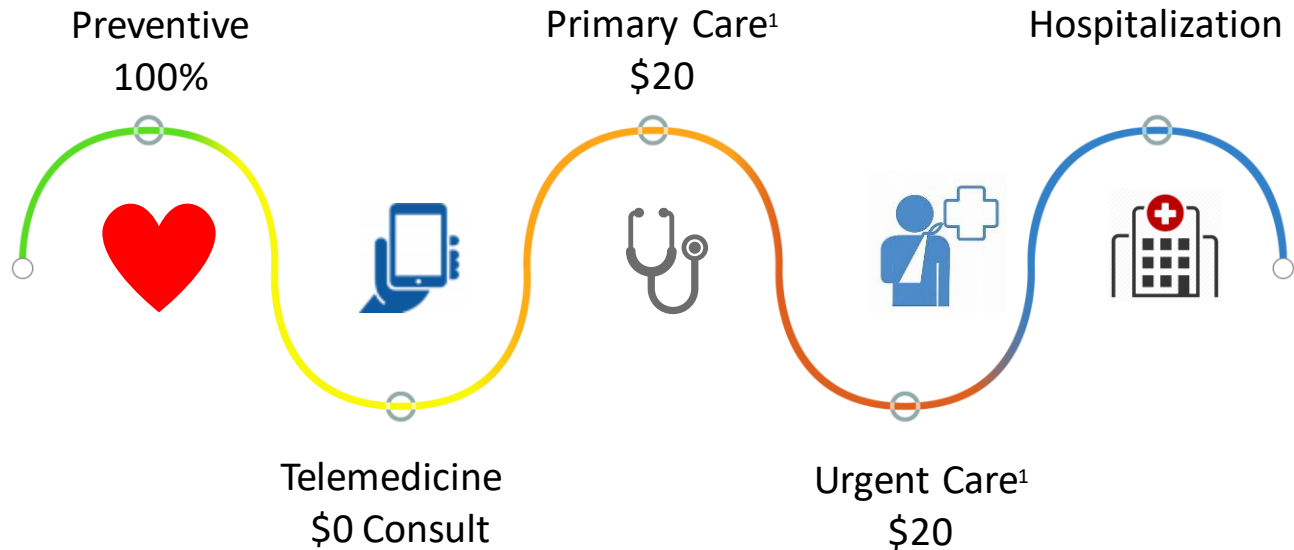 Preventive
100%
Telemedicine
$0 Consult
Primary Care¹
$20
Urgent Care¹
$20
Hospitalization